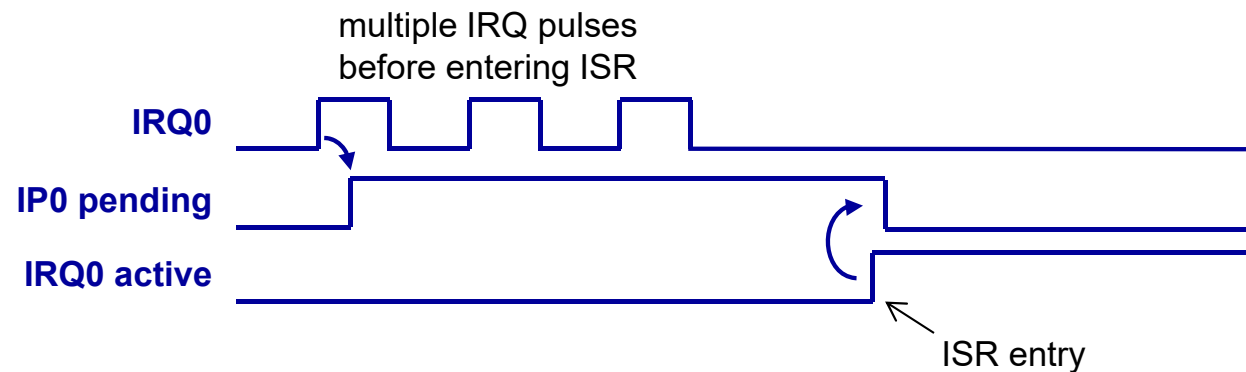 multiple IRQ pulses
before entering ISR
IRQ0
IP0 pending
IRQ0 active
ISR entry